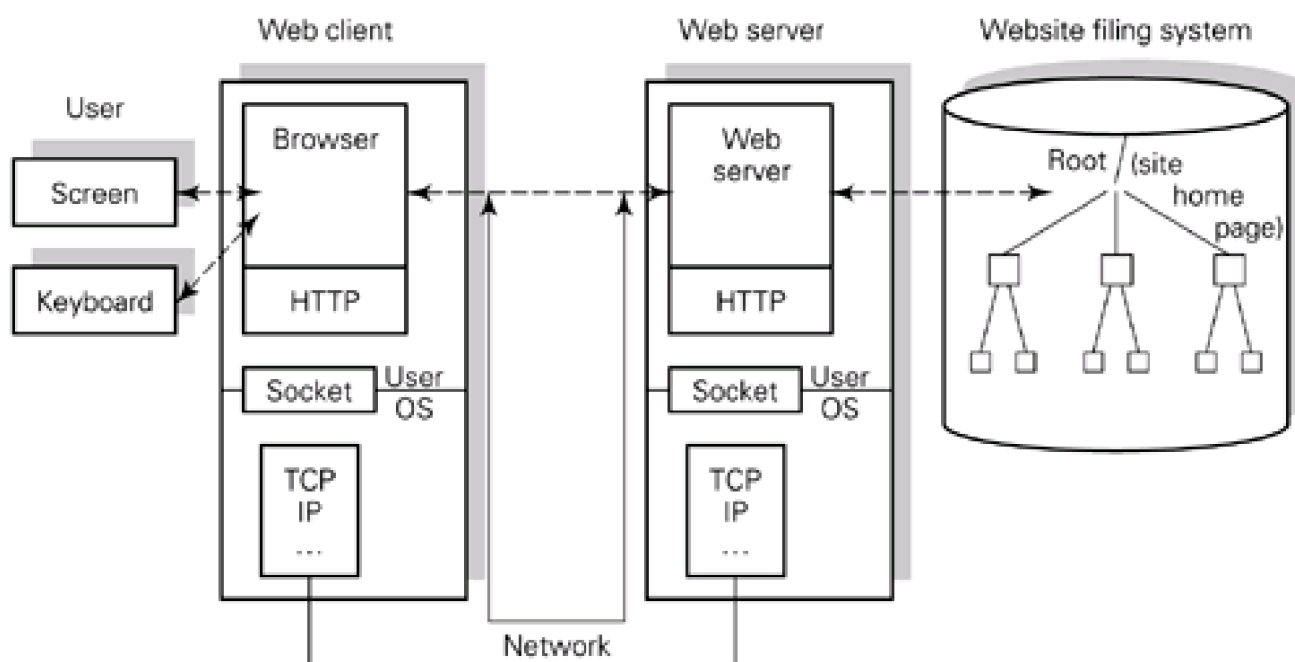 Web client
Web server
Website filing system
User
Screen
Keyboard
Browser
HTTP
Socket
User
OS
TCP
IP
...
Web
server
HTTP
Socket
User
OS
TCP
IP
...
Root (site
home
page)
Network